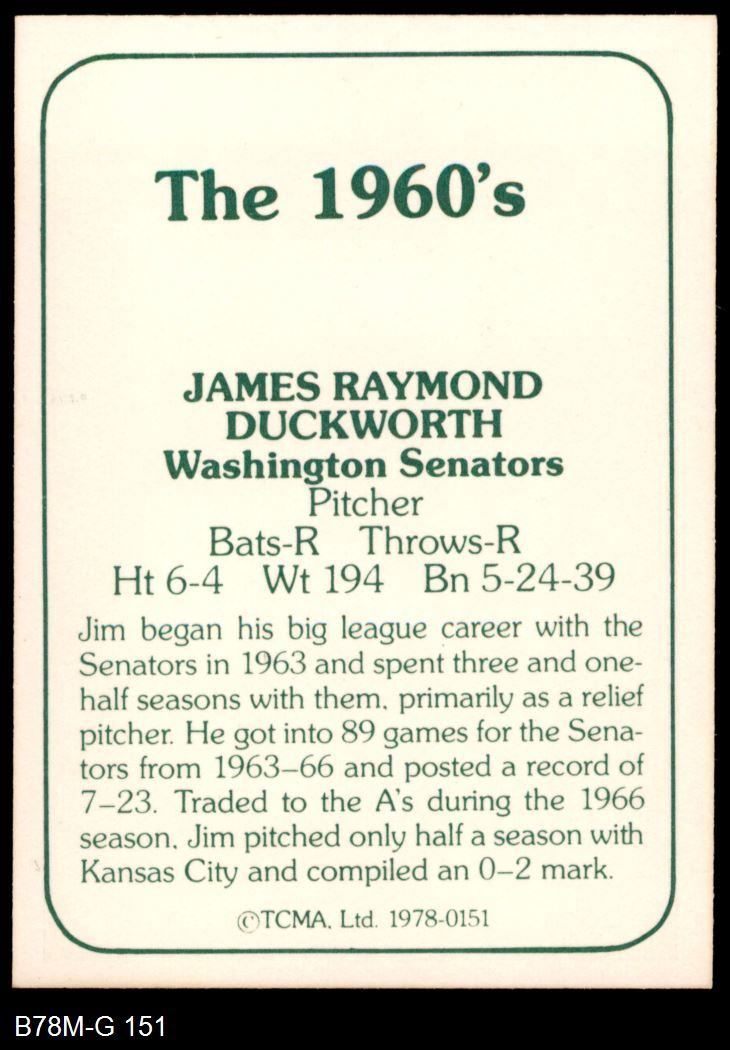 The 1960's
JAMES RAYMOND
DUCKWORTH
Washington Senators
Pitcher
Bats-R Throws-R
Ht 6-4 Wt 194 Bn 5-24-39
Jim began his big league career with the
Senators in 1963 and spent three and one-
half seasons with them, primarily as a relief
pitcher. He got into 89 games for the Sena-
tors from 1963–66 and posted a record of
7–23. Traded to the A's during the 1966
season, Jim pitched only half a season with
Kansas City and compiled an 0–2 mark.
©TCMA, Ltd. 1978-0151
B78M-G 151